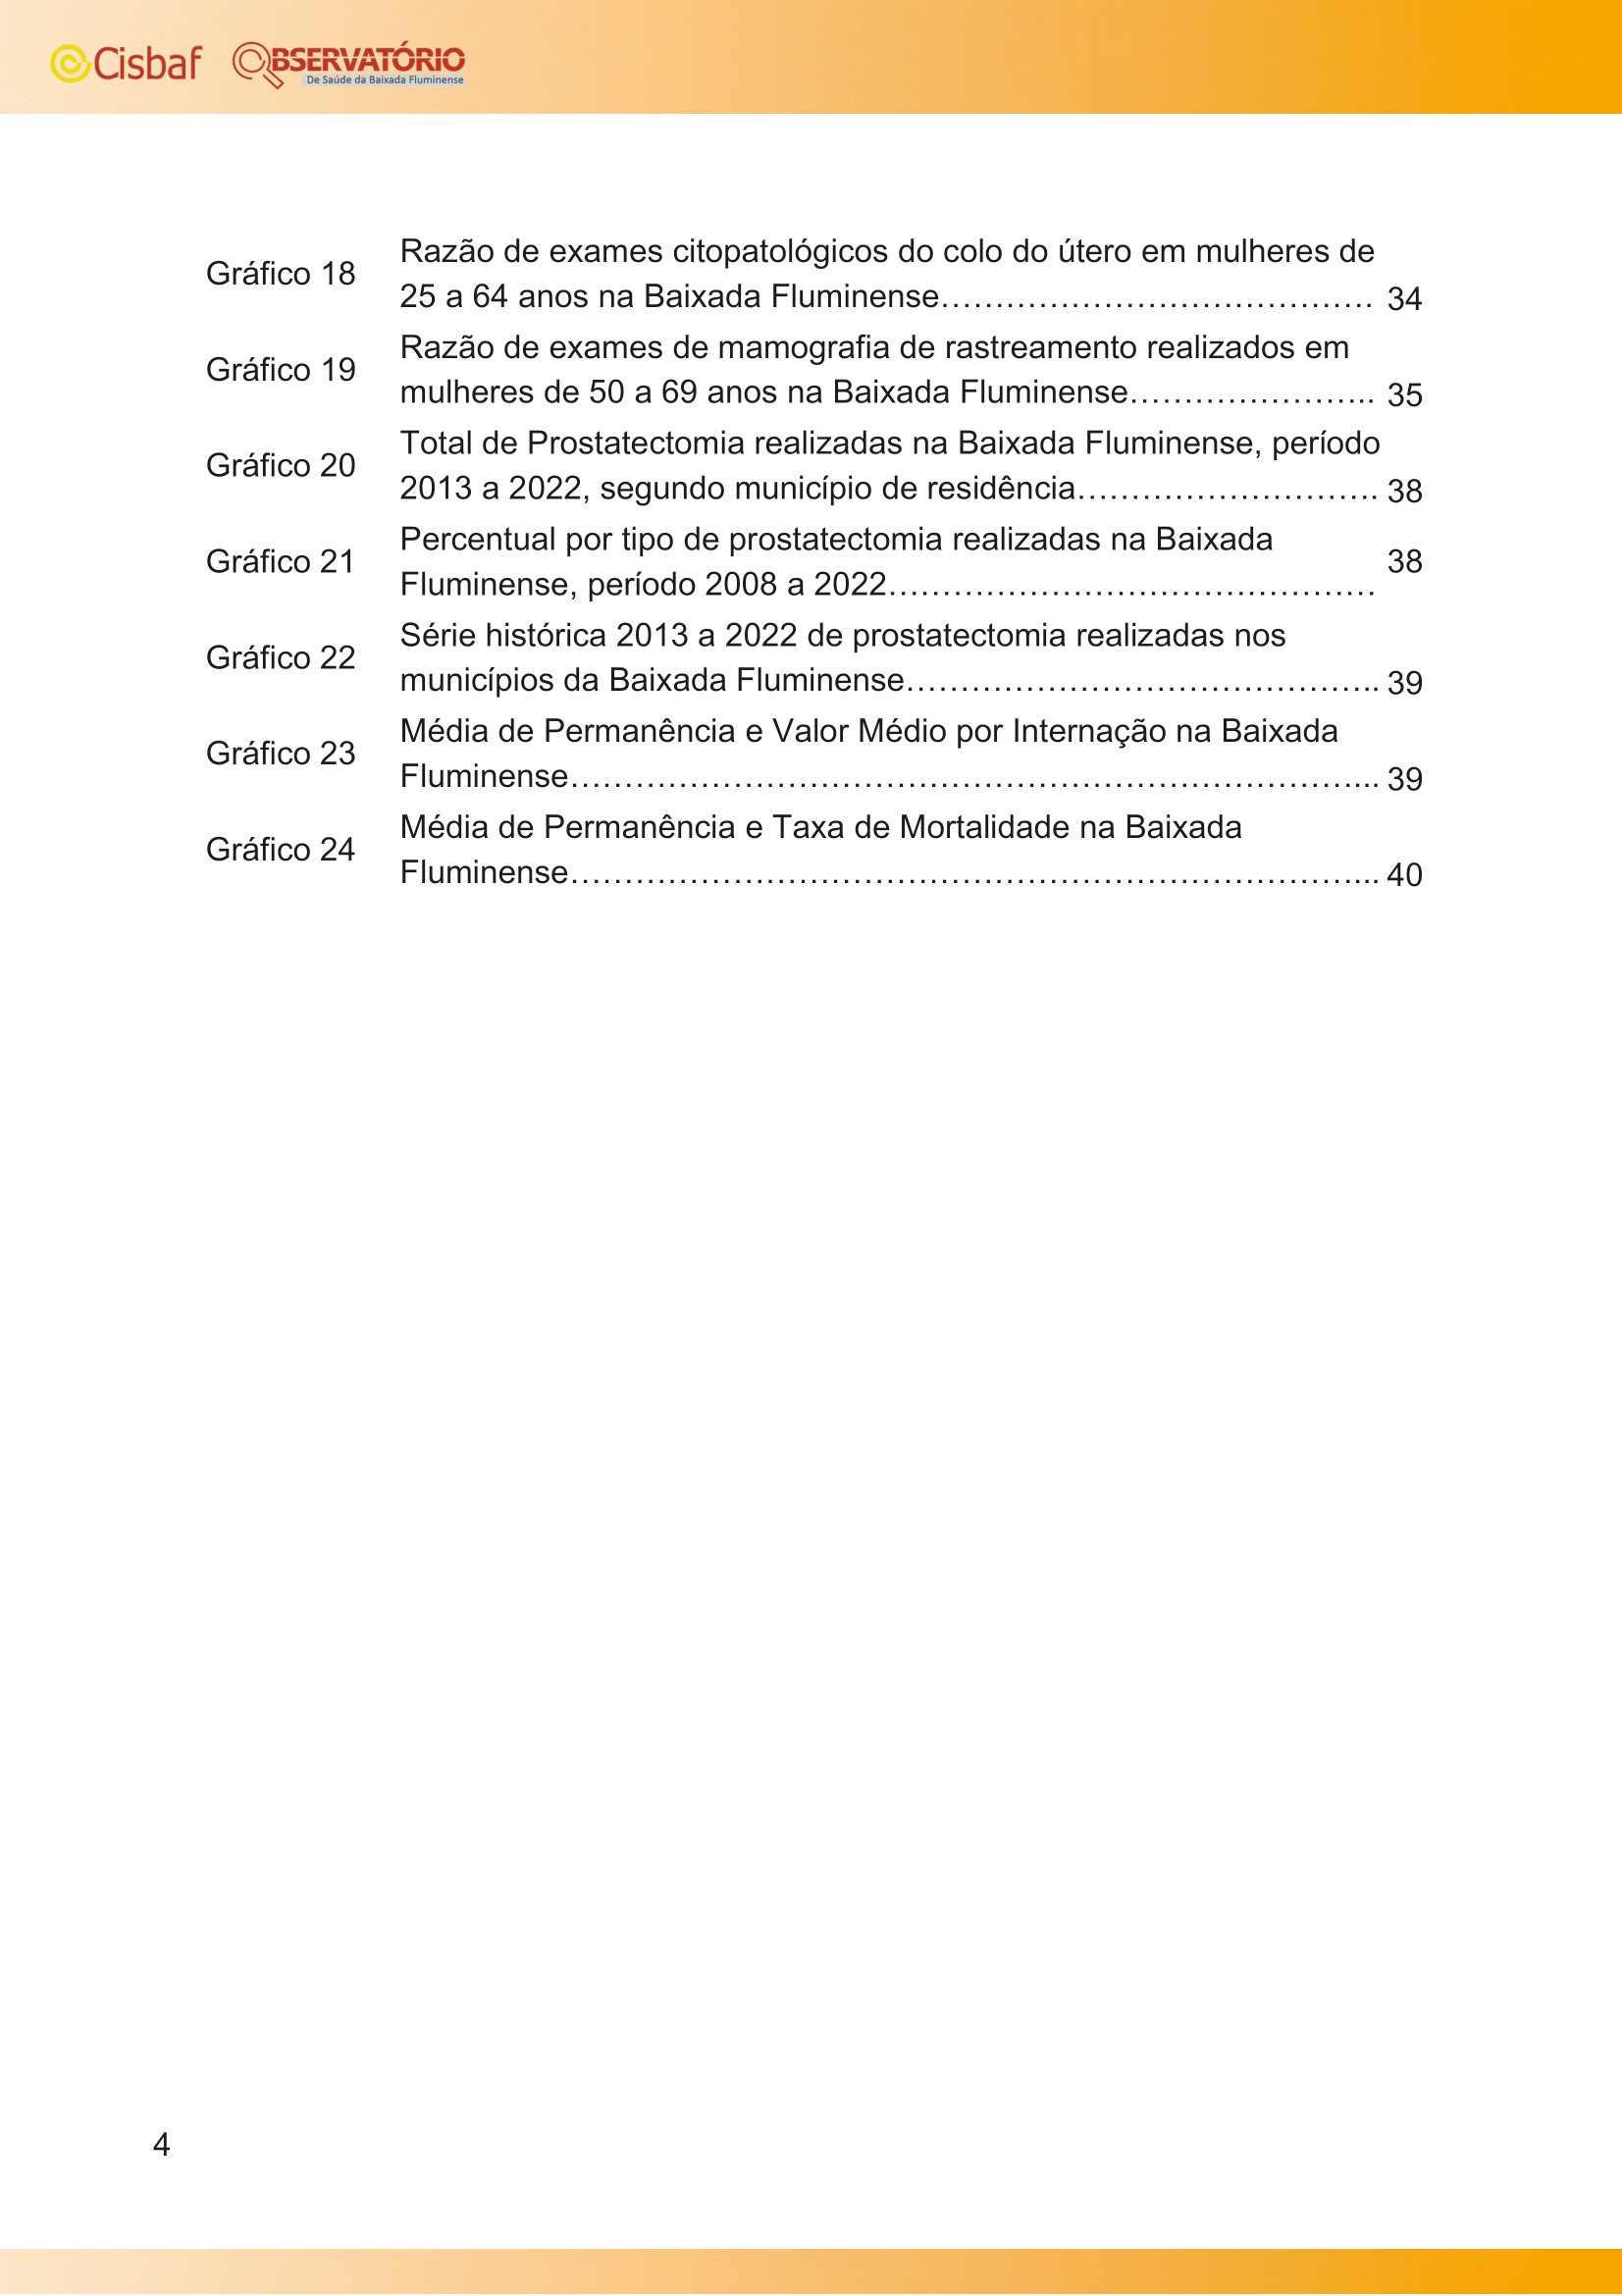 Cisbaf OBSERVATÓRIO
De Saúde da Baixada Fluminense
Gráfico 18 Razão de exames citopatológicos do colo do útero em mulheres de
25 a 64 anos na Baixada Fluminense………………………………… 34
Gráfico 19 Razão de exames de mamografia de rastreamento realizados em
mulheres de 50 a 69 anos na Baixada Fluminense………………….. 35
Gráfico 20 Total de Prostatectomia realizadas na Baixada Fluminense, período
2013 a 2022, segundo município de residência………………………. 38
Gráfico 21 Percentual por tipo de prostatectomia realizadas na Baixada
Fluminense, período 2008 a 2022……………………………………… 38
Gráfico 22 Série histórica 2013 a 2022 de prostatectomia realizadas nos
municípios da Baixada Fluminense…………………………………….. 39
Gráfico 23 Média de Permanência e Valor Médio por Internação na Baixada
Fluminense………………………………………………………………... 39
Gráfico 24 Média de Permanência e Taxa de Mortalidade na Baixada
Fluminense………………………………………………………………... 40
4